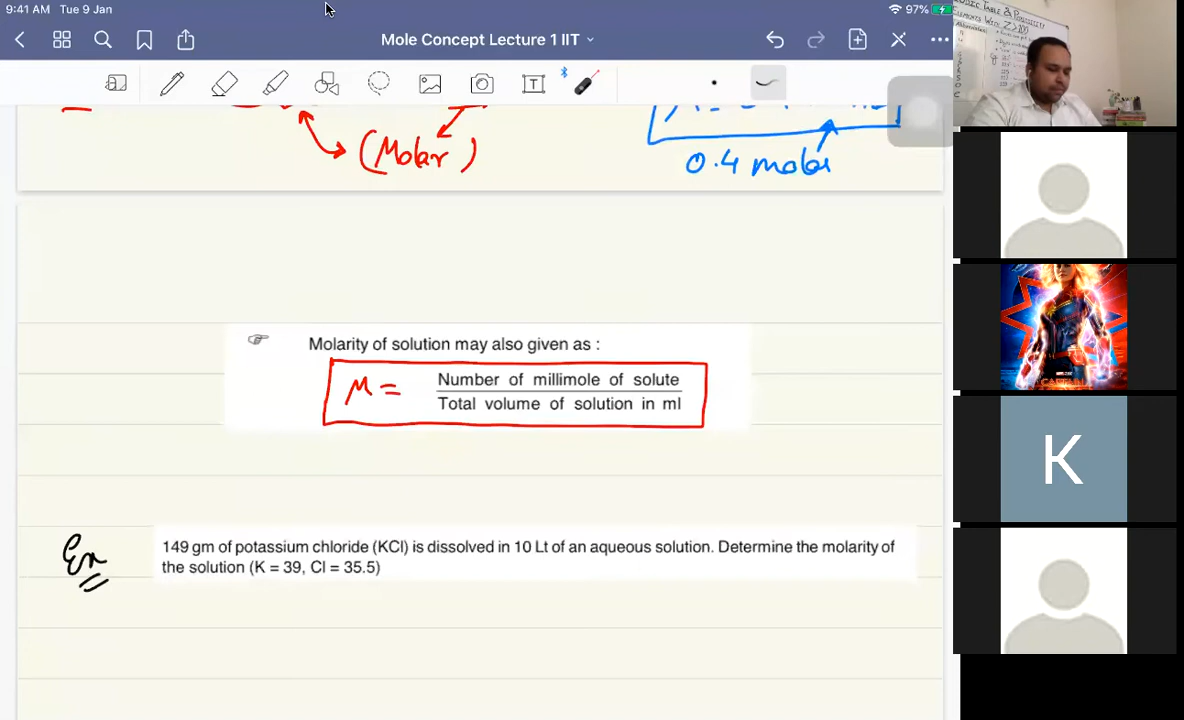 9:41 AM Tue 9 Jan
97%
Mole Concept Lecture 1 IIT
T
(Molar)
0.4 molar
Molarity of solution may also given as :
M = Number of millimole of solute
Total volume of solution in ml
K
Ex
149 gm of potassium chloride (KCl) is dissolved in 10 Lt of an aqueous solution. Determine the molarity of
the solution (K = 39, Cl = 35.5)